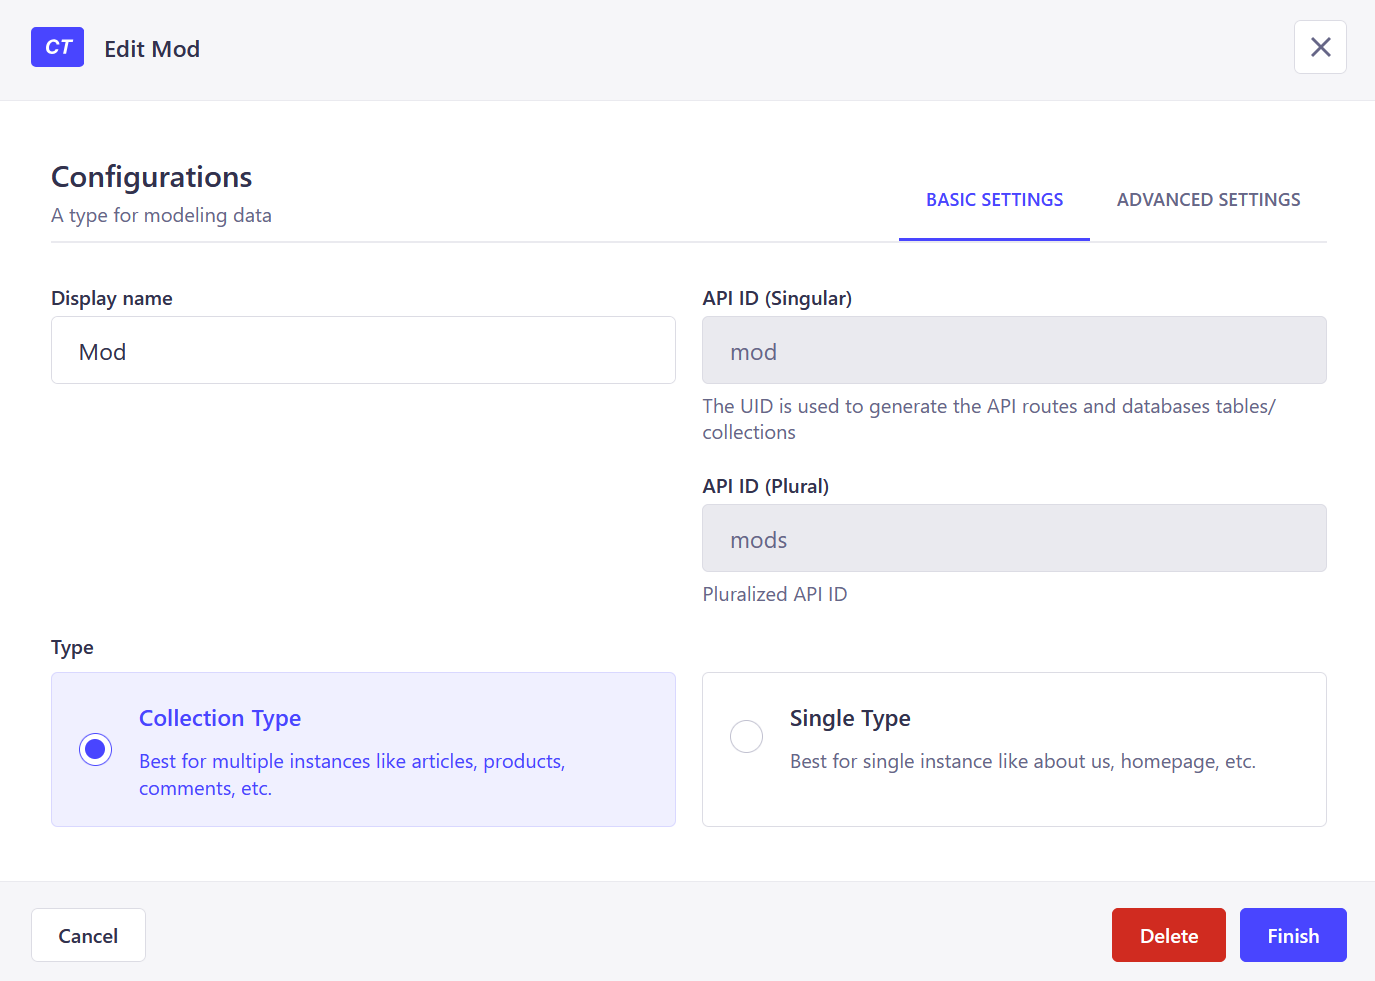 CT Edit Mod
Configurations
A type for modeling data
BASIC SETTINGS ADVANCED SETTINGS
Display name
Mod
API ID (Singular)
mod
The UID is used to generate the API routes and databases tables/
collections
API ID (Plural)
mods
Pluralized API ID
Type
Collection Type
Best for multiple instances like articles, products,
comments, etc.
Single Type
Best for single instance like about us, homepage, etc.
Cancel Delete Finish